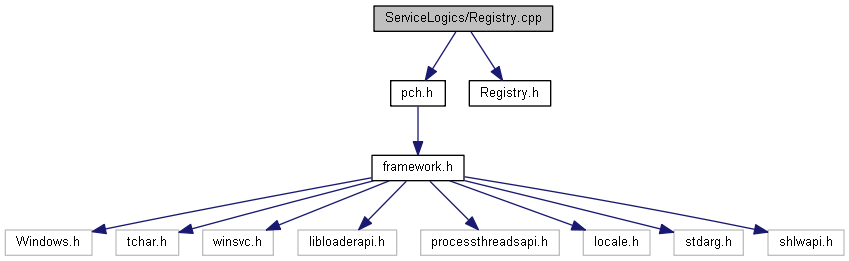 ServiceLogics/Registry.cpp
pch.h
Registry.h
framework.h
Windows.h
tchar.h
winsvc.h
libloaderapi.h
processthreadsapi.h
locale.h
stdarg.h
shlwapi.h